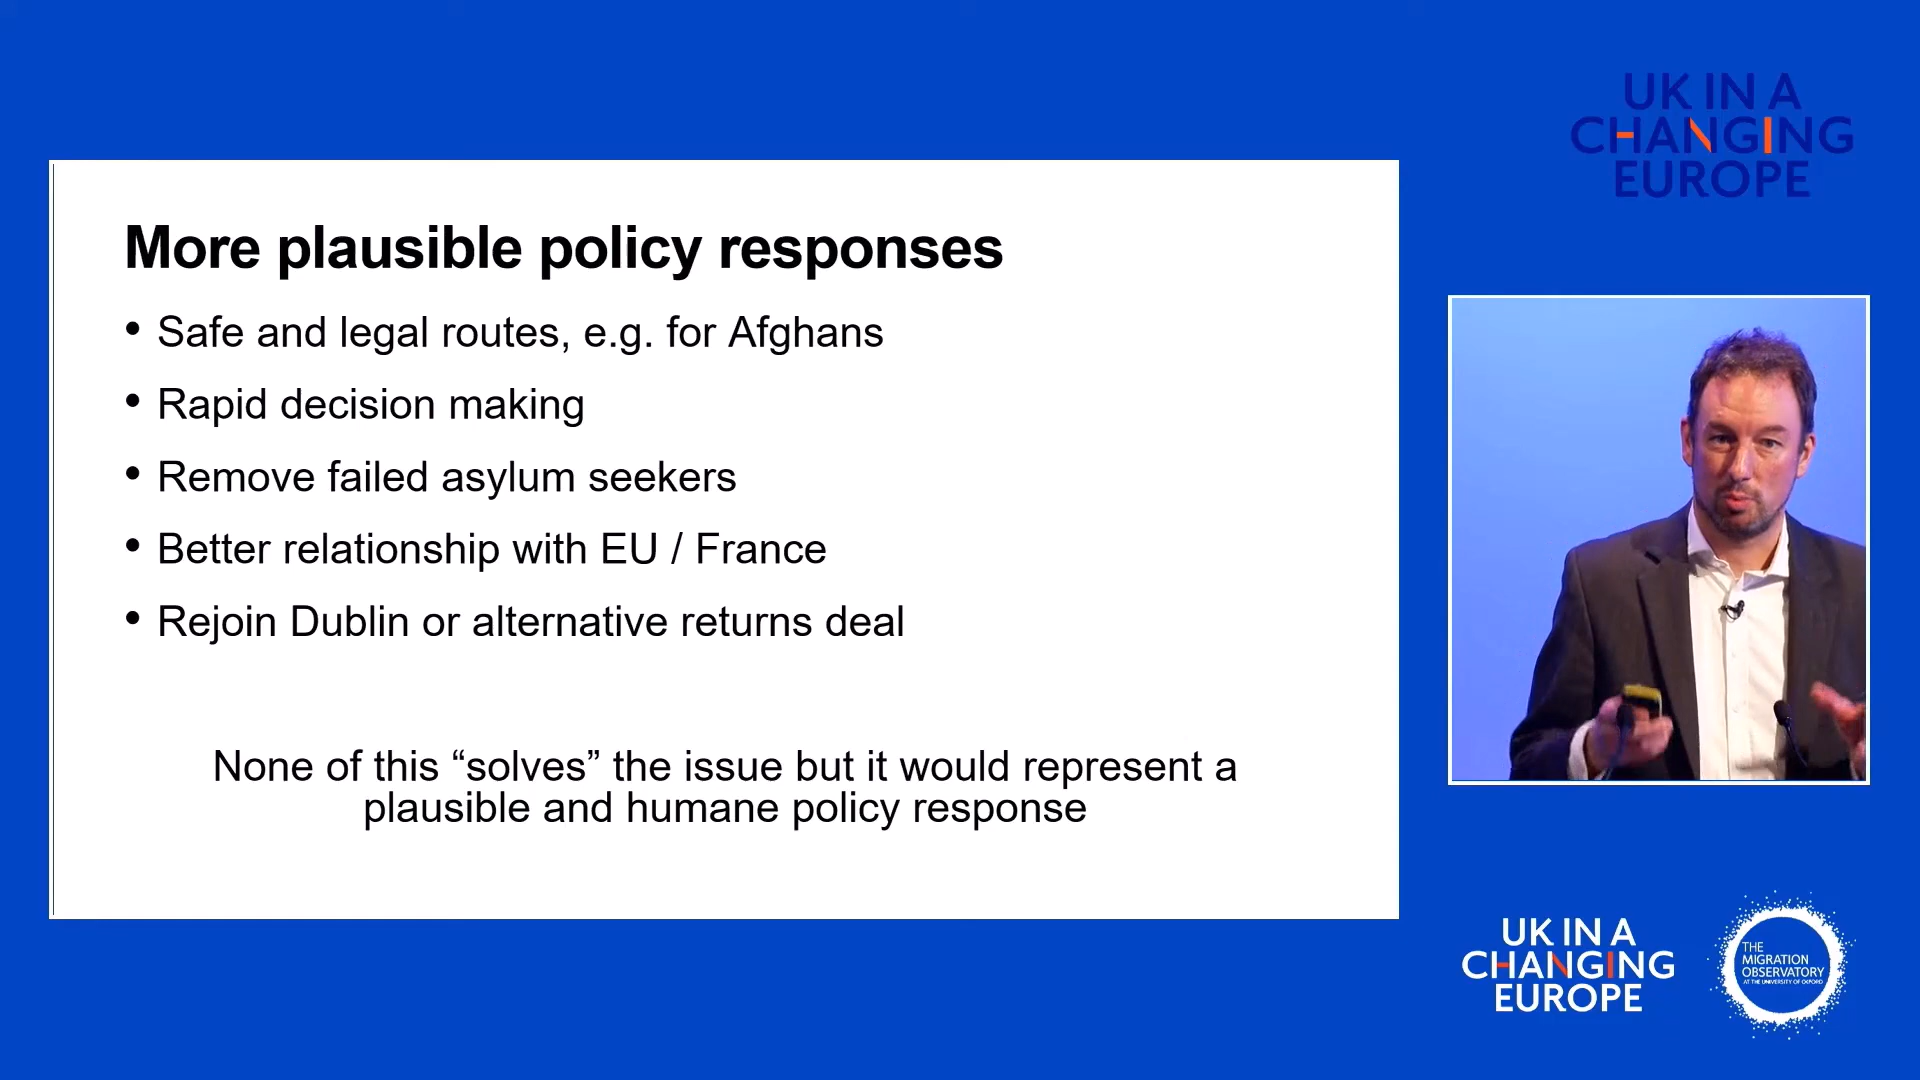 UK IN A
CHANGING
EUROPE
More plausible policy responses
• Safe and legal routes, e.g. for Afghans
• Rapid decision making
• Remove failed asylum seekers
• Better relationship with EU / France
• Rejoin Dublin or alternative returns deal
None of this “solves” the issue but it would represent a
plausible and humane policy response
UK IN A
CHANGING
EUROPE
THE
MIGRATION
OBSERVATORY
AT THE UNIVERSITY OF OXFORD